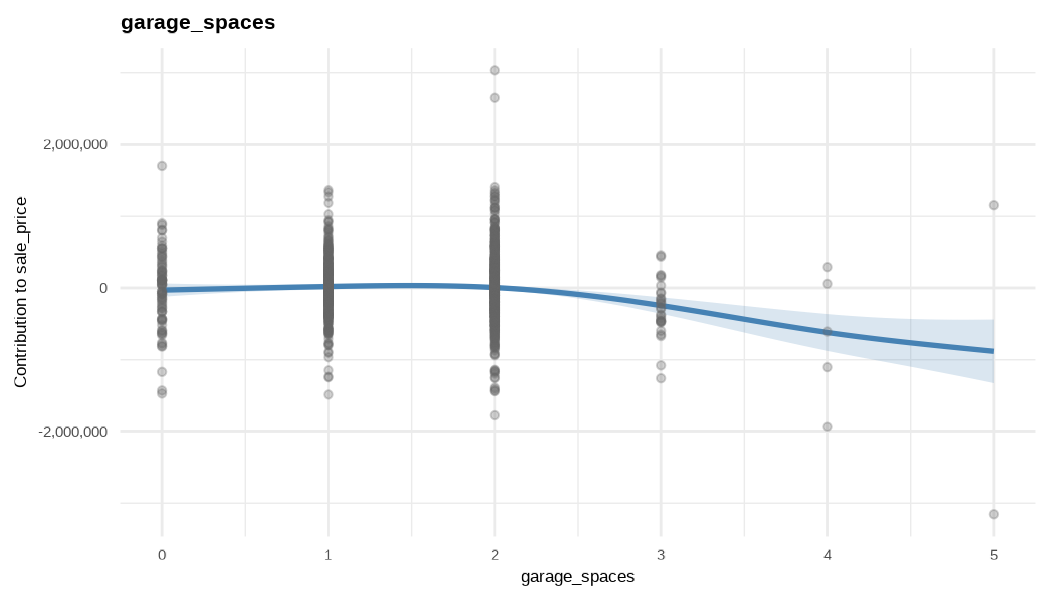 garage_spaces
Contribution to sale_price
2,000,000
0
-2,000,000
0 1 2 3 4 5
garage_spaces